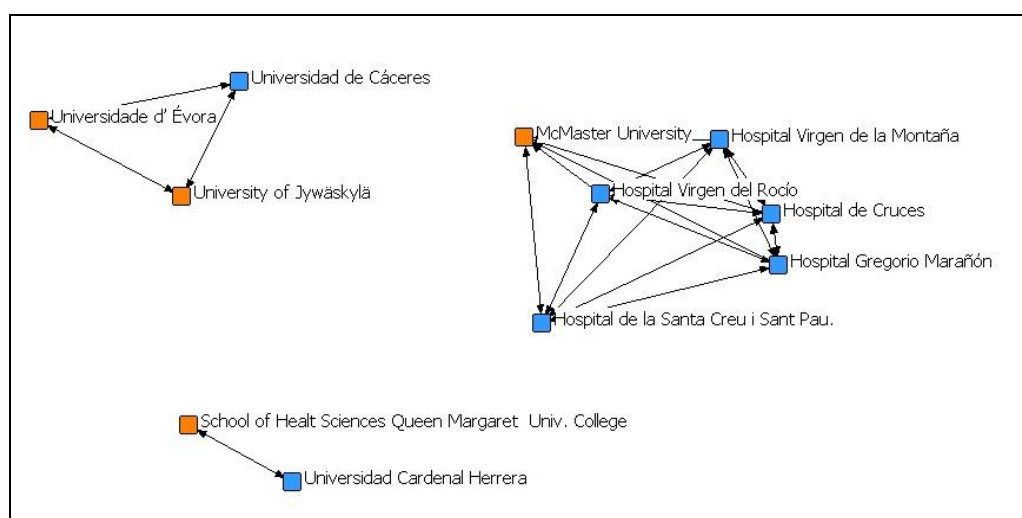 Universidad de Cáceres
Universidade d' Évora
University of Jywäskylä
McMaster University
Hospital Virgen de la Montaña
Hospital Virgen del Rocío
Hospital de Cruces
Hospital Gregorio Marañón
Hospital de la Santa Creu i Sant Pau.
School of Healt Sciences Queen Margaret Univ. College
Universidad Cardenal Herrera